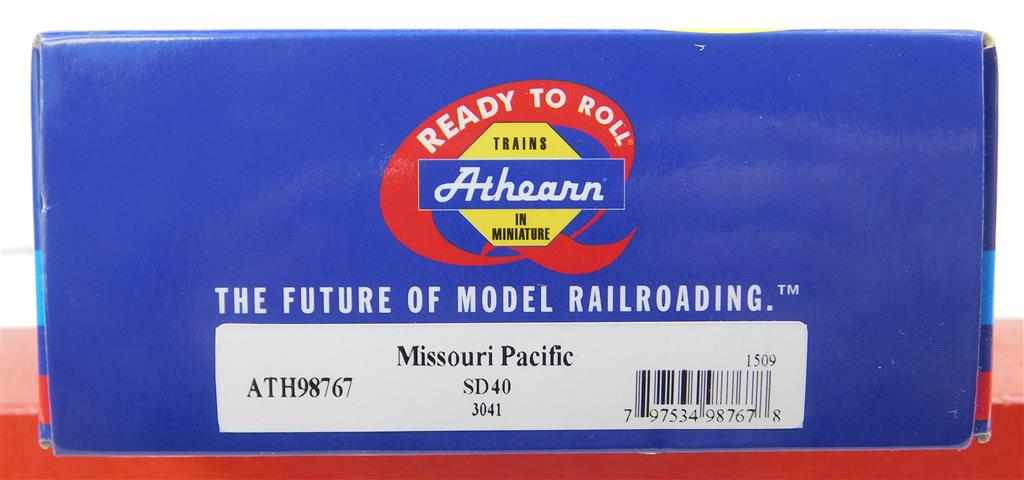 READY TO ROLL®
TRAINS
Athearn
IN
MINIATURE
THE FUTURE OF MODEL RAILROADING.™
Missouri Pacific
1509
ATH98767
SD40
3041
7 97534 98767 8